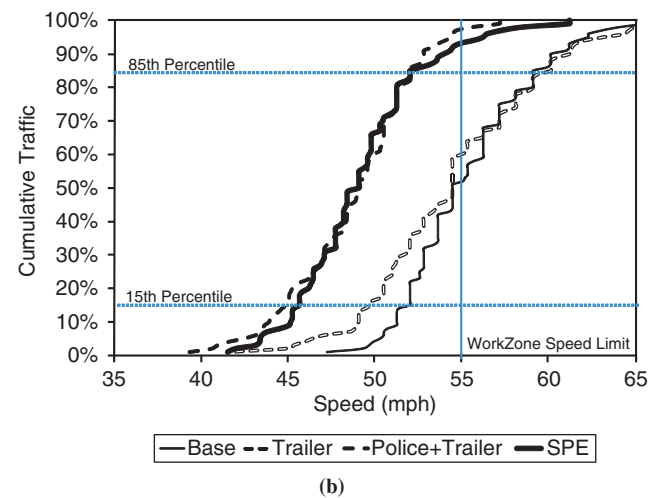 100%
90%
85th Percentile
80%
70%
60%
50%
40%
30%
20%
15th Percentile
10%
WorkZone Speed Limit
0%
35 40 45 50 55 60 65
Cumulative Traffic
Speed (mph)
Base Trailer Police+Trailer SPE
(b)